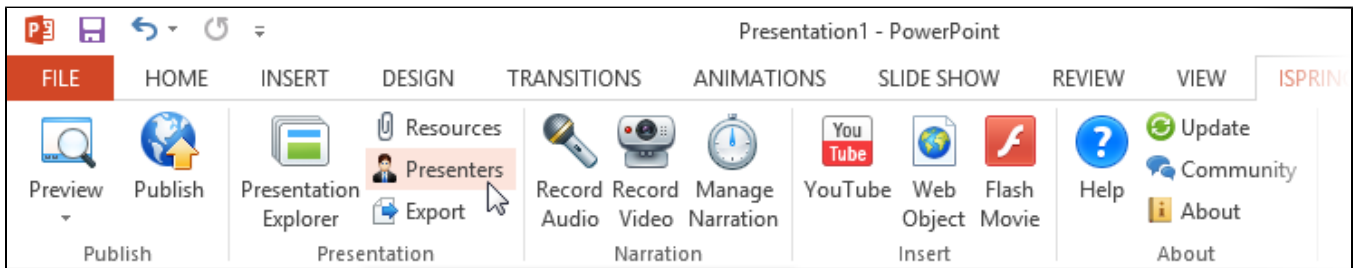 Presentation1 - PowerPoint
FILE HOME INSERT DESIGN TRANSITIONS ANIMATIONS SLIDE SHOW REVIEW VIEW ISPRIN
Preview
Publish
Presentation
Explorer
Resources
Presenters
Export
Record
Audio
Record
Video
Manage
Narration
You
Tube
YouTube
Web
Object
Flash
Movie
Help
Update
Community
About
Publish Presentation Narration Insert About